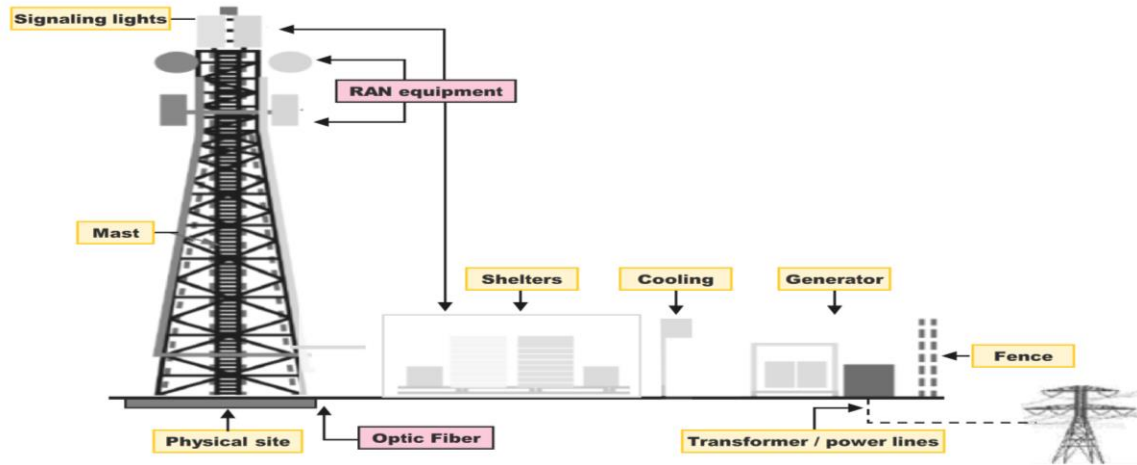 Signaling lights
RAN equipment
Mast
Shelters
Cooling
Generator
Fence
Physical site
Optic Fiber
Transformer / power lines